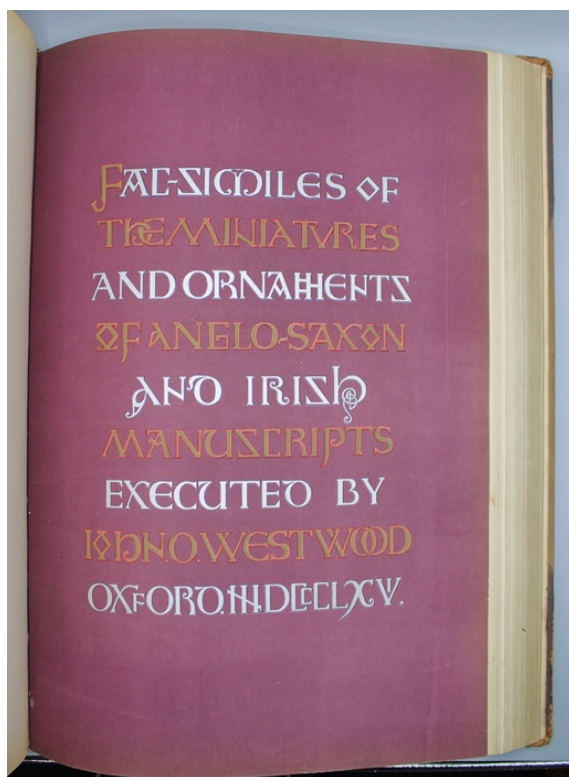 FAC-SIMILES OF
THE MINIATURES
AND ORNAMENTS
OF ANGLO-SAXON
AND IRISH
MANUSCRIPTS
EXECUTED BY
IOHN O. WESTWOOD
OXFORD. M.DCCCLXV.